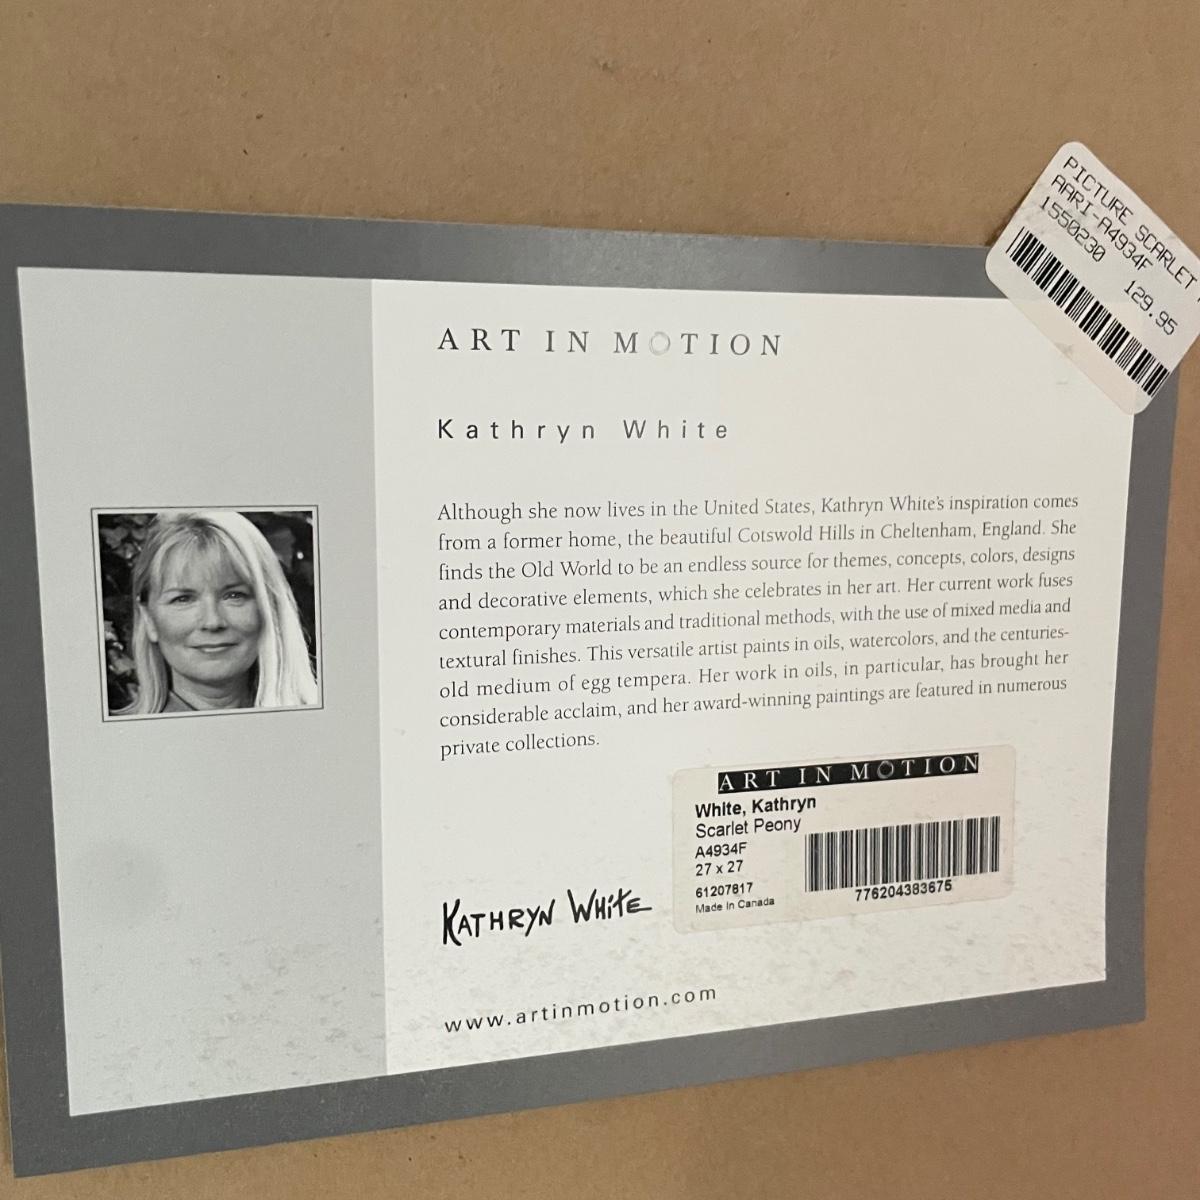 PICTURE SCARLET
AARI-A4934F
1550230
129.95
ART IN MOTION
Kathryn White
Although she now lives in the United States, Kathryn White's inspiration comes
from a former home, the beautiful Cotswold Hills in Cheltenham, England. She
finds the Old World to be an endless source for themes, concepts, colors, designs
and decorative elements, which she celebrates in her art. Her current work fuses
contemporary materials and traditional methods, with the use of mixed media and
textural finishes. This versatile artist paints in oils, watercolors, and the centuries-
old medium of egg tempera. Her work in oils, in particular, has brought her
considerable acclaim, and her award-winning paintings are featured in numerous
private collections.
ART IN MOTION
White, Kathryn
Scarlet Peony
A4934F
27 x 27
61207817
Made In Canada
776204383675
KATHRYN WHiTE
www.artinmotion.com